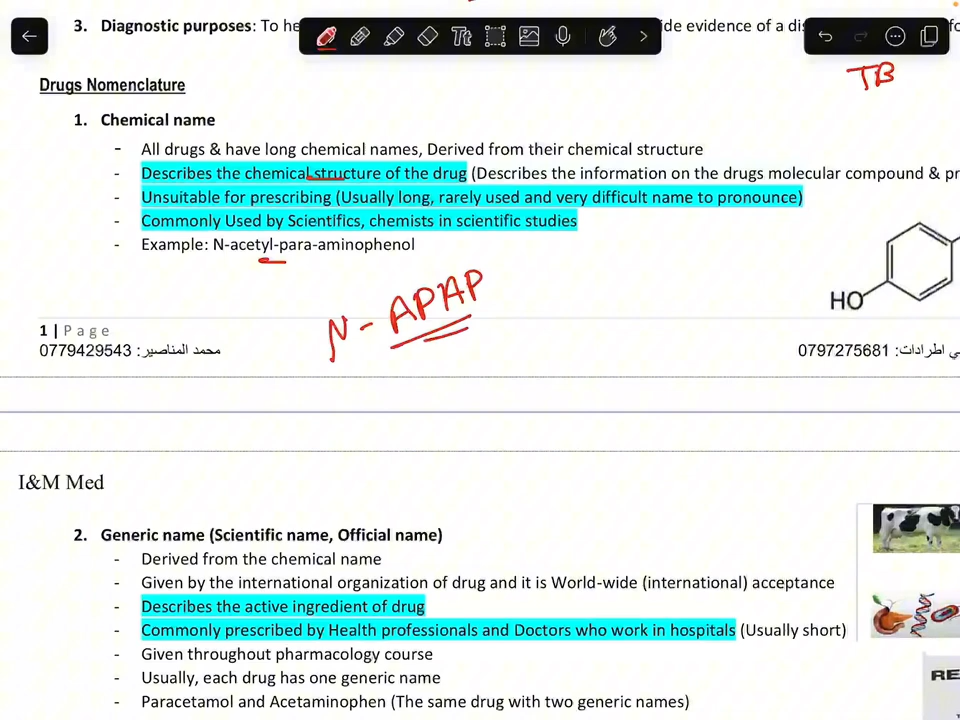 3. Diagnostic purposes: To he
de evidence of a dis
Tt
TB
Drugs Nomenclature
1. Chemical name
- All drugs & have long chemical names, Derived from their chemical structure
- Describes the chemical structure of the drug (Describes the information on the drugs molecular compound & pr
- Unsuitable for prescribing (Usually long, rarely used and very difficult name to pronounce)
- Commonly Used by Scientifics, chemists in scientific studies
- Example: N-acetyl-para-aminophenol
HO
N - APAP
1 | Page
محمد المناصير: 0779429543
ي اطرادات: 0797275681
I&M Med
2. Generic name (Scientific name, Official name)
- Derived from the chemical name
- Given by the international organization of drug and it is World-wide (international) acceptance
- Describes the active ingredient of drug
- Commonly prescribed by Health professionals and Doctors who work in hospitals (Usually short)
- Given throughout pharmacology course
- Usually, each drug has one generic name
- Paracetamol and Acetaminophen (The same drug with two generic names)
RE